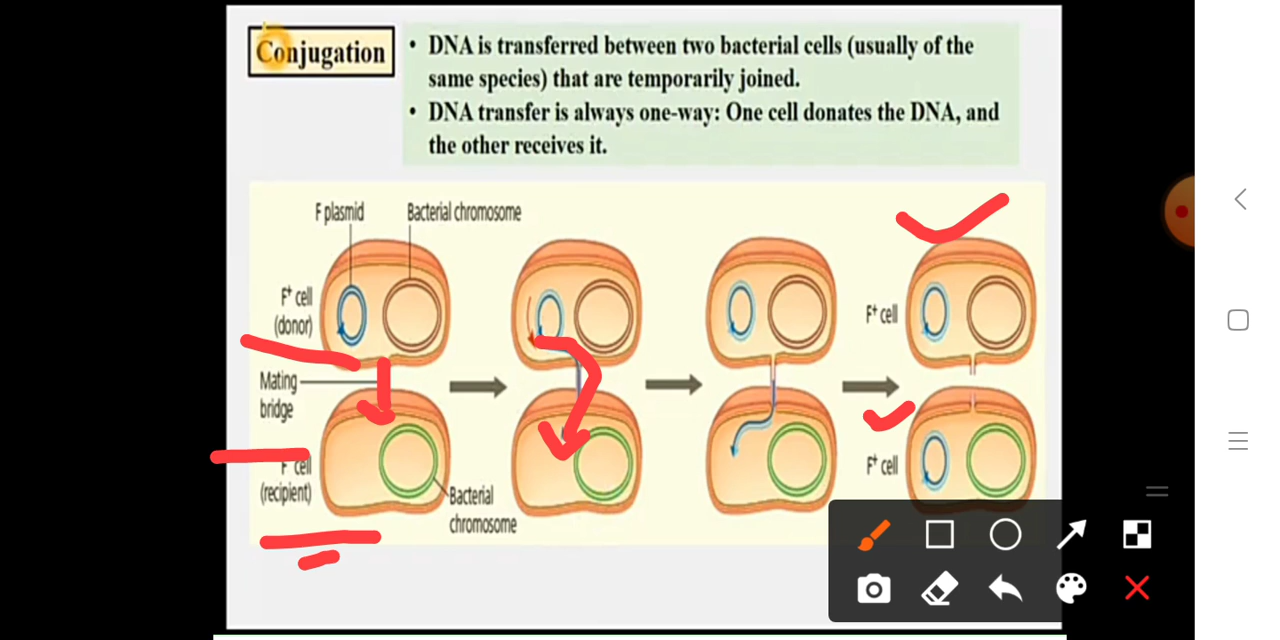 Conjugation
• DNA is transferred between two bacterial cells (usually of the
same species) that are temporarily joined.
• DNA transfer is always one-way: One cell donates the DNA, and
the other receives it.
F plasmid
Bacterial chromosome
F⁺ cell
(donor)
Mating
bridge
F⁻ cell
(recipient)
Bacterial
chromosome
F⁺ cell
F⁺ cell